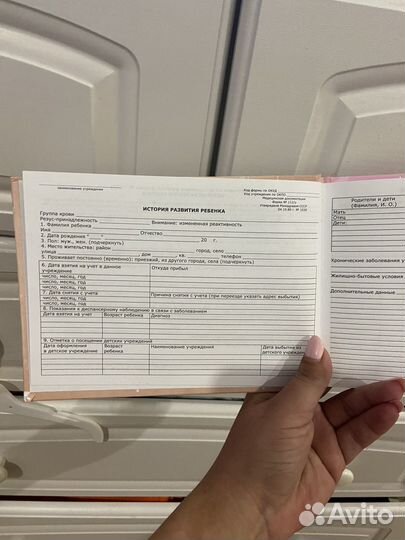 наименование учреждения
Код формы по ОКУД
Код учреждения по ОКПО
Медицинская документация
Форма № 112/у
Утверждена Минздравом СССР
04.10.80 г. № 1030
ИСТОРИЯ РАЗВИТИЯ РЕБЕНКА
Группа крови
Резус-принадлежность Внимание: измененная реактивность
1. Фамилия ребенка
Имя Отчество
2. Дата рождения " " 20 г.
3. Пол: муж., жен. (подчеркнуть)
4. Место жительства: район город, село
улица дом , кв. телефон
5. Проживает постоянно, временно: приезжий, из другого города, села (подчеркнуть)
6. Дата взятия на учет в данное учреждение Откуда прибыл
число, месяц, год
число, месяц, год
число, месяц, год
7. Дата снятия с учета Причина снятия с учета (при переезде указать адрес выбытия)
число, месяц, год
число, месяц, год
8. Показания к диспансерному наблюдению в связи с заболеванием
Дата взятия на учет Возраст ребенка Диагноз
9. Отметка о посещении детских учреждений
Дата оформления в детское учреждение Возраст ребенка Наименование учреждения Дата выбытия из детского
Родители и дети
(Фамилия, И. О.)
Мать
Отец
Дети:
Хронические заболевания
Жилищно-бытовые условия
Дополнительные данные
Avito